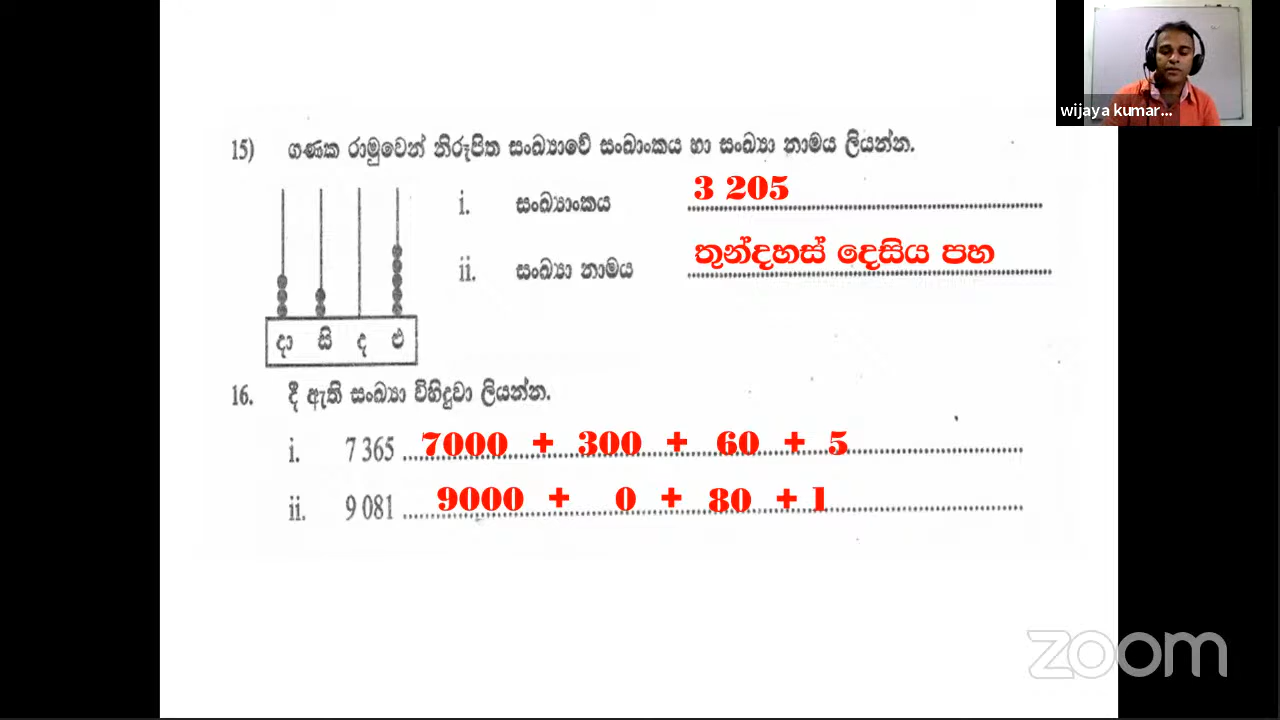 wijaya kumar...
15) ගණක රාමුවෙන් නිරූපිත සංඛ්‍යාවේ සංඛාංකය හා සංඛ්‍යා නාමය ලියන්න.
i. සංඛ්‍යාංකය 3 205
ii. සංඛ්‍යා නාමය තුන්දහස් දෙසිය පහ
දා සි ද එ
16. දී ඇති සංඛ්‍යා විහිදුවා ලියන්න.
i. 7 365 7000 + 300 + 60 + 5
ii. 9 081 9000 + 0 + 80 + 1
zoom